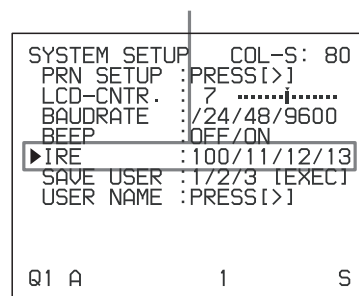 SYSTEM SETUP COL-S: 80
PRN SETUP :PRESS[>]
LCD-CNTR. : 7
BAUDRATE :/24/48/9600
BEEP :OFF/ON
▶IRE :100/11/12/13
SAVE USER :1/2/3 [EXEC]
USER NAME :PRESS[>]
Q1 A 1 S